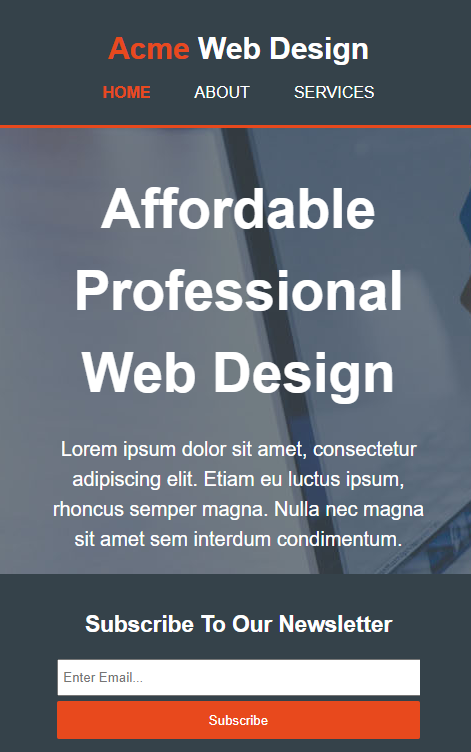 Acme Web Design
HOME ABOUT SERVICES
Affordable
Professional
Web Design
Lorem ipsum dolor sit amet, consectetur
adipiscing elit. Etiam eu luctus ipsum,
rhoncus semper magna. Nulla nec magna
sit amet sem interdum condimentum.
Subscribe To Our Newsletter
Enter Email...
Subscribe